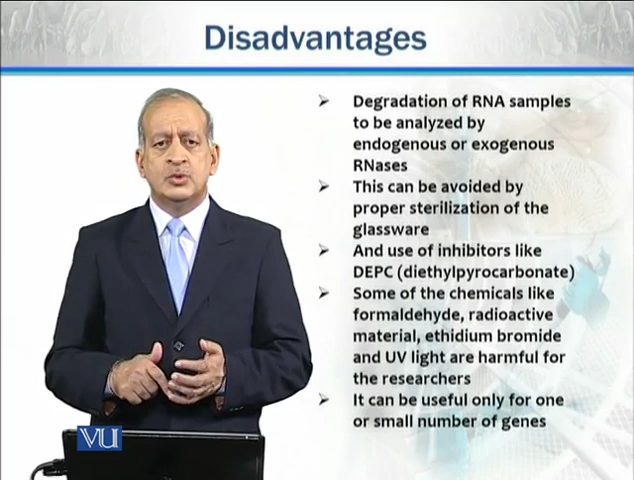 Disadvantages
➢ Degradation of RNA samples
to be analyzed by
endogenous or exogenous
RNases
➢ This can be avoided by
proper sterilization of the
glassware
➢ And use of inhibitors like
DEPC (diethylpyrocarbonate)
➢ Some of the chemicals like
formaldehyde, radioactive
material, ethidium bromide
and UV light are harmful for
the researchers
➢ It can be useful only for one
or small number of genes
VU